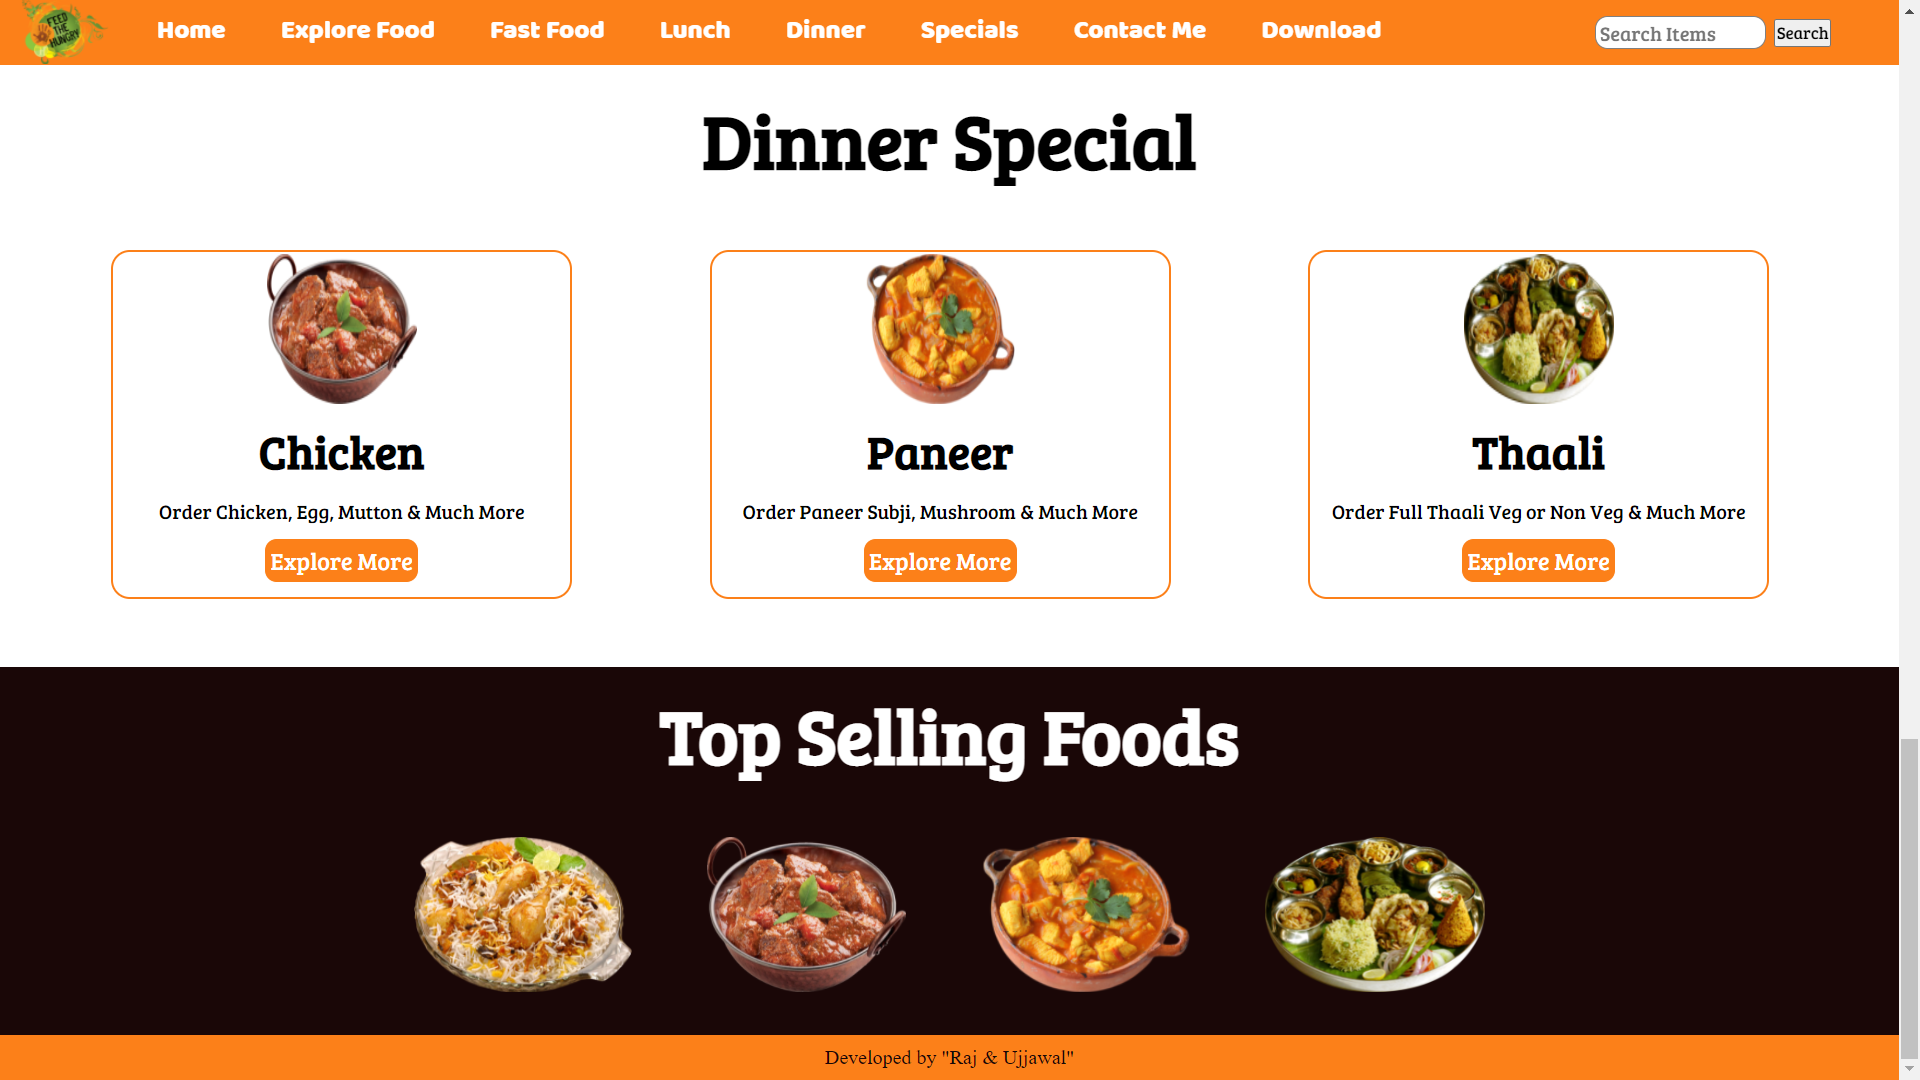 FEED
THE
HUNGRY
Home Explore Food Fast Food Lunch Dinner Specials Contact Me Download Search Items Search
Dinner Special
Chicken
Order Chicken, Egg, Mutton & Much More
Explore More
Paneer
Order Paneer Subji, Mushroom & Much More
Explore More
Thaali
Order Full Thaali Veg or Non Veg & Much More
Explore More
Top Selling Foods
Developed by "Raj & Ujjawal"